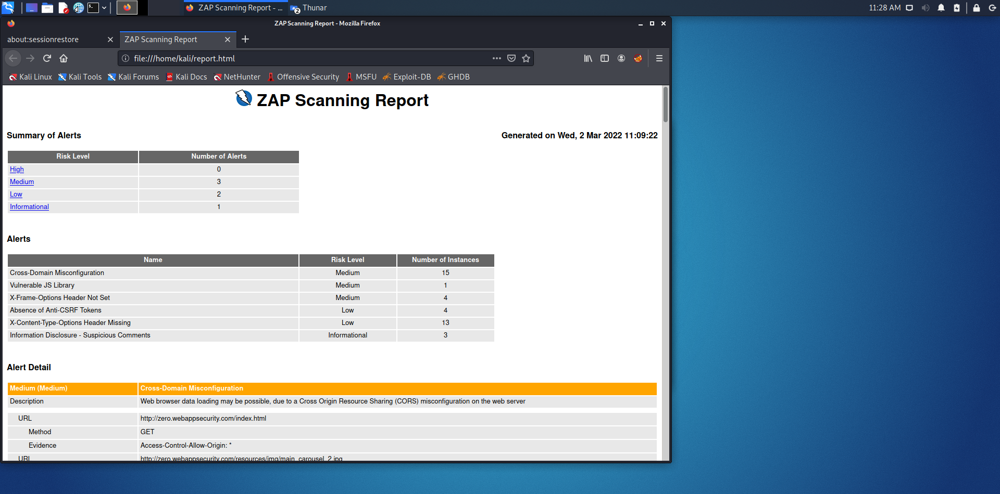 ZAP Scanning Report - ...
2
Thunar
11:28 AM
ZAP Scanning Report - Mozilla Firefox
about:sessionrestore
ZAP Scanning Report
file:///home/kali/report.html
Kali Linux
Kali Tools
Kali Forums
Kali Docs
NetHunter
Offensive Security
MSFU
Exploit-DB
GHDB
ZAP Scanning Report
Summary of Alerts
Generated on Wed, 2 Mar 2022 11:09:22
Risk Level Number of Alerts
High 0
Medium 3
Low 2
Informational 1
Alerts
Name Risk Level Number of Instances
Cross-Domain Misconfiguration Medium 15
Vulnerable JS Library Medium 1
X-Frame-Options Header Not Set Medium 4
Absence of Anti-CSRF Tokens Low 4
X-Content-Type-Options Header Missing Low 13
Information Disclosure - Suspicious Comments Informational 3
Alert Detail
Medium (Medium) Cross-Domain Misconfiguration
Description Web browser data loading may be possible, due to a Cross Origin Resource Sharing (CORS) misconfiguration on the web server
URL http://zero.webappsecurity.com/index.html
Method GET
Evidence Access-Control-Allow-Origin: *
URL http://zero.webappsecurity.com/resources/img/main_carousel_2.jpg